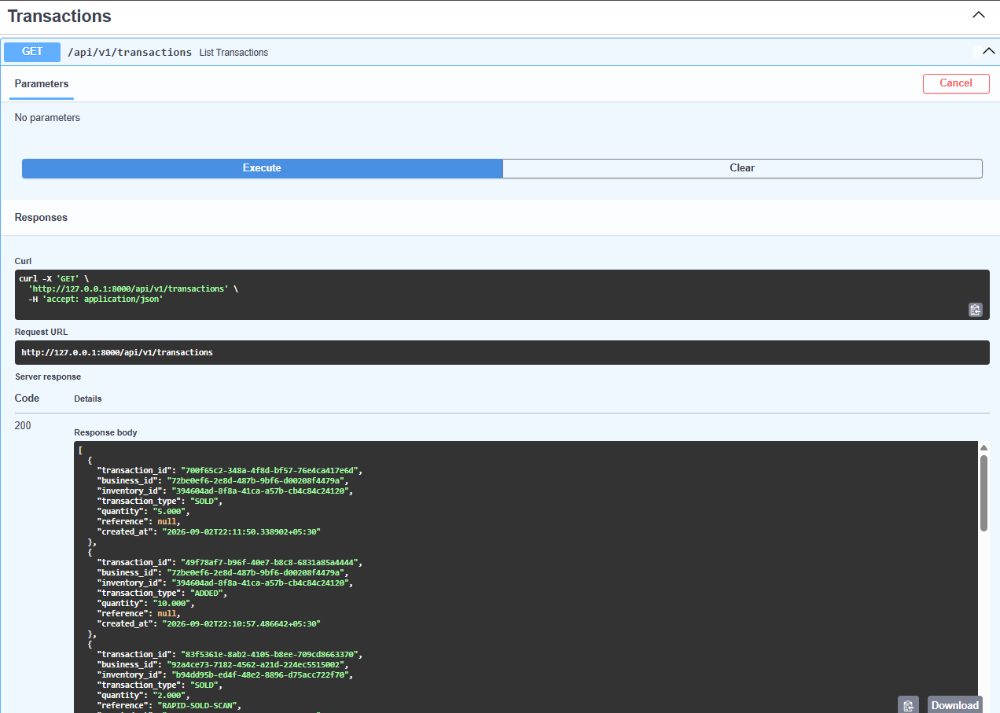 Transactions
GET /api/v1/transactions List Transactions
Parameters
Cancel
No parameters
Execute
Clear
Responses
Curl
curl -X 'GET' \
  'http://127.0.0.1:8000/api/v1/transactions' \
  -H 'accept: application/json'
Request URL
http://127.0.0.1:8000/api/v1/transactions
Server response
Code Details
200
Response body
[
  {
    "transaction_id": "700f65c2-348a-4f8d-bf57-76e4ca417e6d",
    "business_id": "72be0ef6-2e8d-487b-9bf6-d00208f4479a",
    "inventory_id": "394604ad-8f8a-41ca-a57b-cb4c84c24120",
    "transaction_type": "SOLD",
    "quantity": "5.000",
    "reference": null,
    "created_at": "2026-09-02T22:11:50.338902+05:30"
  },
  {
    "transaction_id": "49f78af7-b96f-40e7-b8c8-6831a85a4444",
    "business_id": "72be0ef6-2e8d-487b-9bf6-d00208f4479a",
    "inventory_id": "394604ad-8f8a-41ca-a57b-cb4c84c24120",
    "transaction_type": "ADDED",
    "quantity": "10.000",
    "reference": null,
    "created_at": "2026-09-02T22:10:57.486642+05:30"
  },
  {
    "transaction_id": "83f5361e-8ab2-4105-b8ee-709cd8663370",
    "business_id": "92a4ce73-7182-4562-a21d-224ec5515002",
    "inventory_id": "b94dd95b-ed4f-48e2-8896-d75acc722f70",
    "transaction_type": "SOLD",
    "quantity": "2.000",
    "reference": "RAPID-SOLD-SCAN",
Download